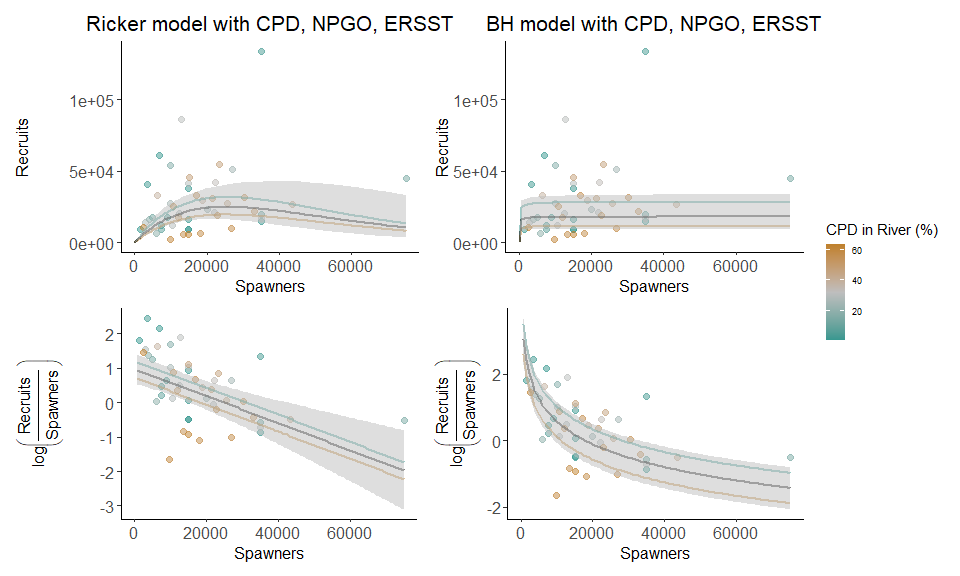 Ricker model with CPD, NPGO, ERSST
BH model with CPD, NPGO, ERSST
Recruits
1e+05
5e+04
0e+00
0 20000 40000 60000
Spawners
Recruits
1e+05
5e+04
0e+00
0 20000 40000 60000
Spawners
CPD in River (%)
60
40
20
log(Recruits
Spawners)
2
1
0
-1
-2
-3
0 20000 40000 60000
Spawners
log(Recruits
Spawners)
2
0
-2
0 20000 40000 60000
Spawners